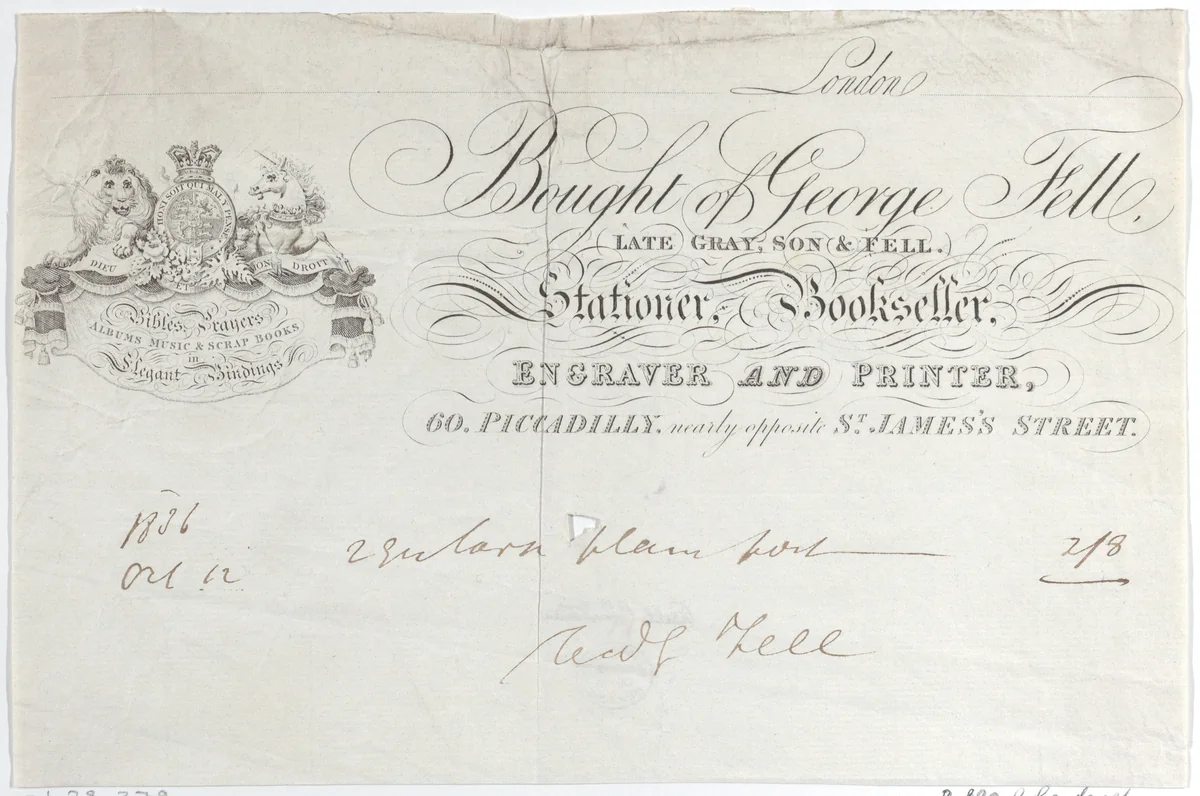 London
Bought of George Fell.
(LATE GRAY, SON & FELL.)
Stationer, Bookseller,
ENGRAVER AND PRINTER,
60. PICCADILLY. nearly opposite ST. JAMES'S STREET.
HONI SOIT QUI MAL Y PENSE
DIEU ET MON DROIT
Bibles, Prayers
ALBUMS MUSIC & SCRAP BOOKS
in
Elegant Bindings
1836
Oct 12
2 plain 2/8
Fell